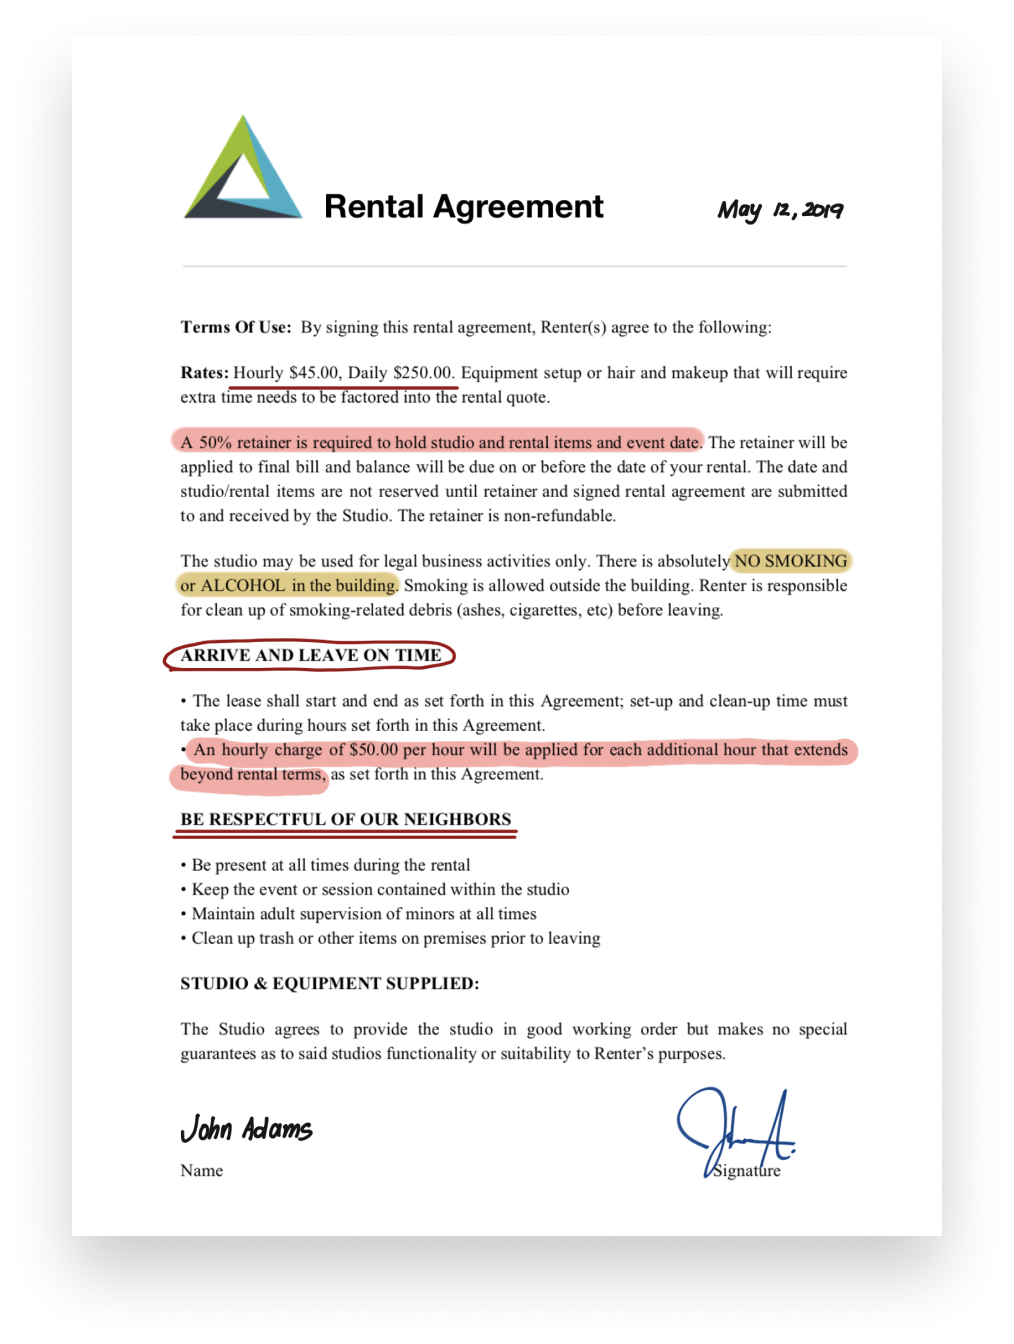 Rental Agreement
May 12, 2019
Terms Of Use: By signing this rental agreement, Renter(s) agree to the following:
Rates: Hourly $45.00, Daily $250.00. Equipment setup or hair and makeup that will require
extra time needs to be factored into the rental quote.
A 50% retainer is required to hold studio and rental items and event date. The retainer will be
applied to final bill and balance will be due on or before the date of your rental. The date and
studio/rental items are not reserved until retainer and signed rental agreement are submitted
to and received by the Studio. The retainer is non-refundable.
The studio may be used for legal business activities only. There is absolutely NO SMOKING
or ALCOHOL in the building. Smoking is allowed outside the building. Renter is responsible
for clean up of smoking-related debris (ashes, cigarettes, etc) before leaving.
ARRIVE AND LEAVE ON TIME
• The lease shall start and end as set forth in this Agreement; set-up and clean-up time must
take place during hours set forth in this Agreement.
• An hourly charge of $50.00 per hour will be applied for each additional hour that extends
beyond rental terms, as set forth in this Agreement.
BE RESPECTFUL OF OUR NEIGHBORS
• Be present at all times during the rental
• Keep the event or session contained within the studio
• Maintain adult supervision of minors at all times
• Clean up trash or other items on premises prior to leaving
STUDIO & EQUIPMENT SUPPLIED:
The Studio agrees to provide the studio in good working order but makes no special
guarantees as to said studios functionality or suitability to Renter's purposes.
John Adams
John A.
Name
Signature